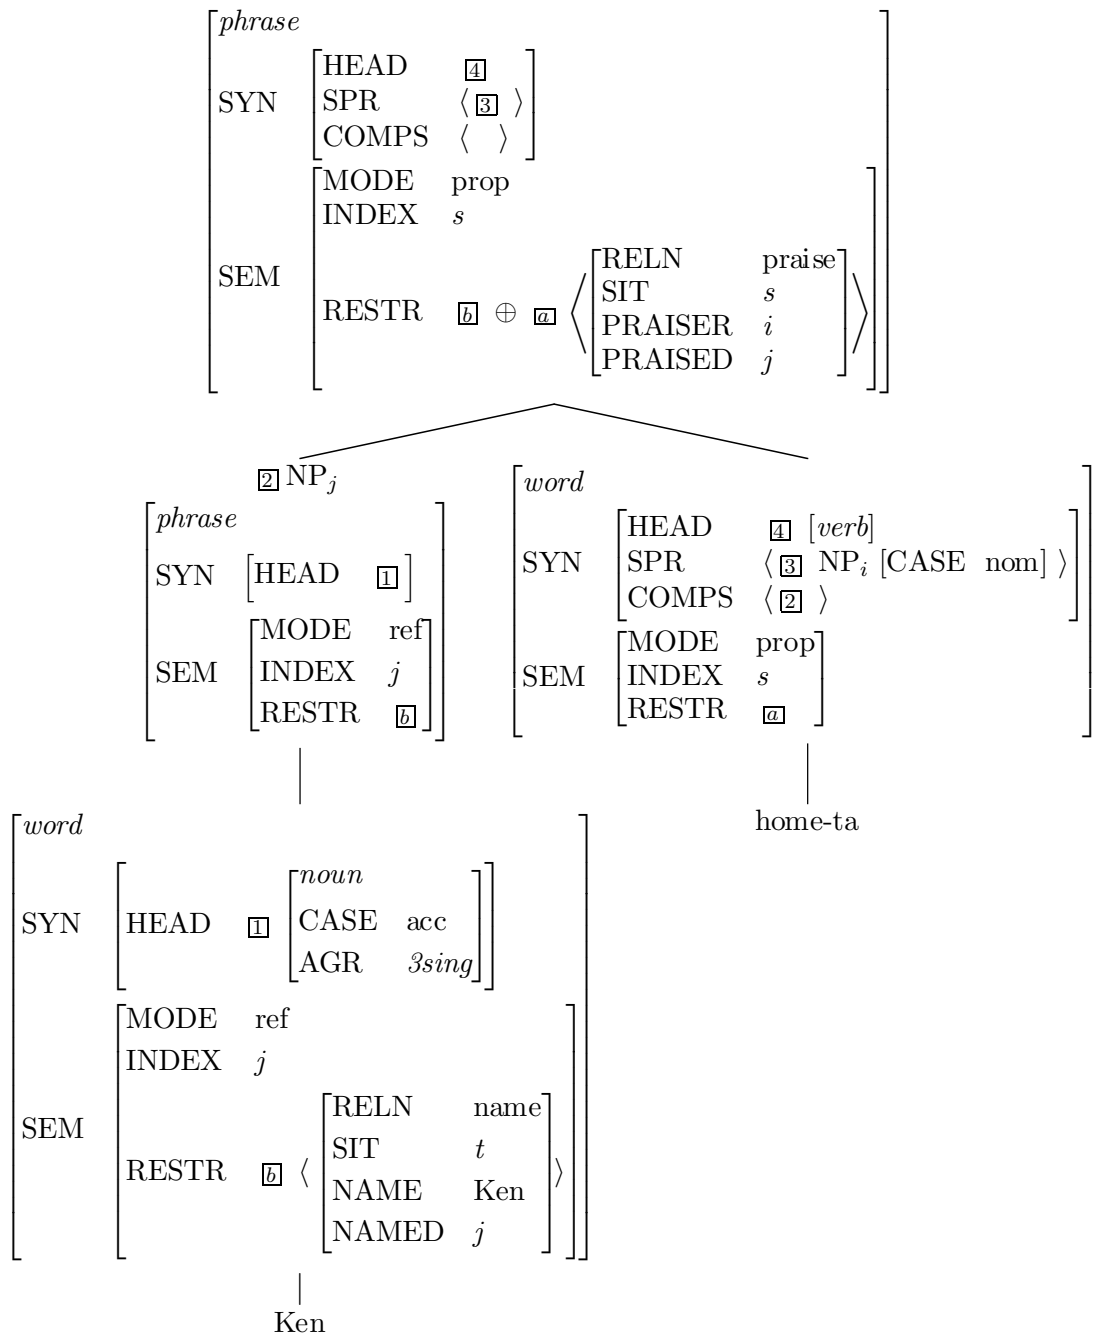 phrase
SYN HEAD 4
SPR ⟨ 3 ⟩
COMPS ⟨ ⟩
SEM MODE prop
INDEX s
RESTR b ⊕ a ⟨ RELN praise
SIT s
PRAISER i
PRAISED j ⟩
2 NP_j
phrase
SYN [HEAD 1 ]
SEM MODE ref
INDEX j
RESTR b
word
SYN HEAD 4 [verb]
SPR ⟨ 3 NP_i [CASE nom] ⟩
COMPS ⟨ 2 ⟩
SEM MODE prop
INDEX s
RESTR a
home-ta
word
SYN HEAD 1 noun
CASE acc
AGR 3sing
SEM MODE ref
INDEX j
RESTR b ⟨ RELN name
SIT t
NAME Ken
NAMED j ⟩
Ken